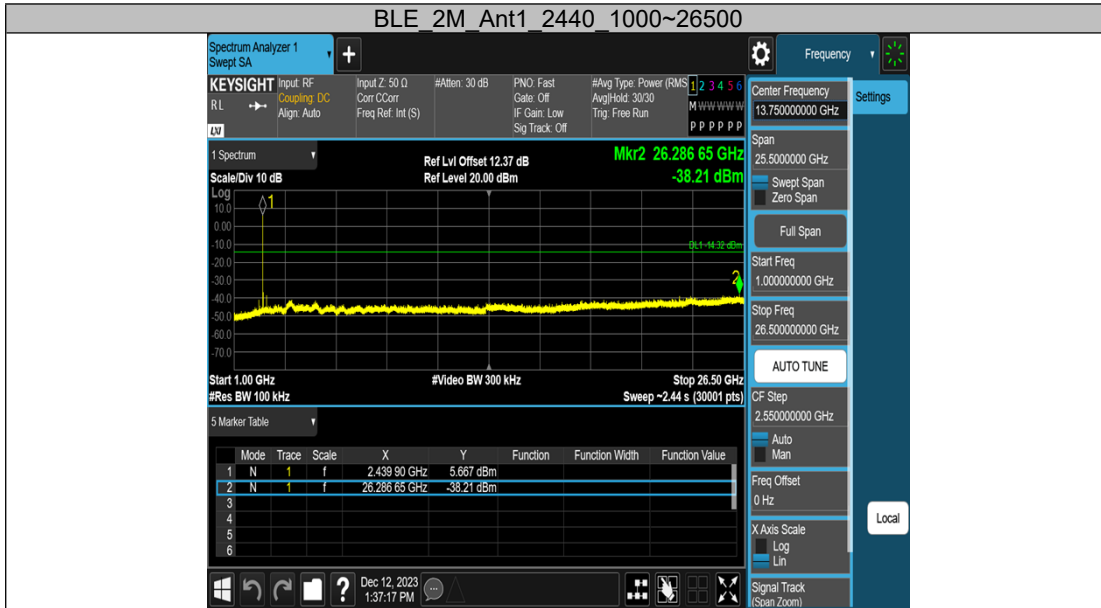 BLE_2M_Ant1_2440_1000~26500
Spectrum Analyzer 1
Swept SA
+
Frequency
KEYSIGHT
RL
LXI
Input: RF
Coupling: DC
Align: Auto
Input Z: 50 Ω
Corr CCorr
Freq Ref: Int (S)
#Atten: 30 dB
PNO: Fast
Gate: Off
IF Gain: Low
Sig Track: Off
#Avg Type: Power (RMS
Avg|Hold: 30/30
Trig: Free Run
1 2 3 4 5 6
M W W W W W
P P P P P P
1 Spectrum
Scale/Div 10 dB
Ref Lvl Offset 12.37 dB
Ref Level 20.00 dBm
Mkr2 26.286 65 GHz
-38.21 dBm
Log
10.0
0.00
-10.0
-20.0
-30.0
-40.0
-50.0
-60.0
-70.0
1
DL1 -14.32 dBm
2
Start 1.00 GHz
#Res BW 100 kHz
#Video BW 300 kHz
Stop 26.50 GHz
Sweep ~2.44 s (30001 pts)
5 Marker Table
Mode Trace Scale X Y Function Function Width Function Value
1 N 1 f 2.439 90 GHz 5.667 dBm
2 N 1 f 26.286 65 GHz -38.21 dBm
3
4
5
6
?
Dec 12, 2023
1:37:17 PM
Center Frequency
13.750000000 GHz
Settings
Span
25.5000000 GHz
Swept Span
Zero Span
Full Span
Start Freq
1.000000000 GHz
Stop Freq
26.500000000 GHz
AUTO TUNE
CF Step
2.550000000 GHz
Auto
Man
Freq Offset
0 Hz
Local
X Axis Scale
Log
Lin
Signal Track
(Span Zoom)